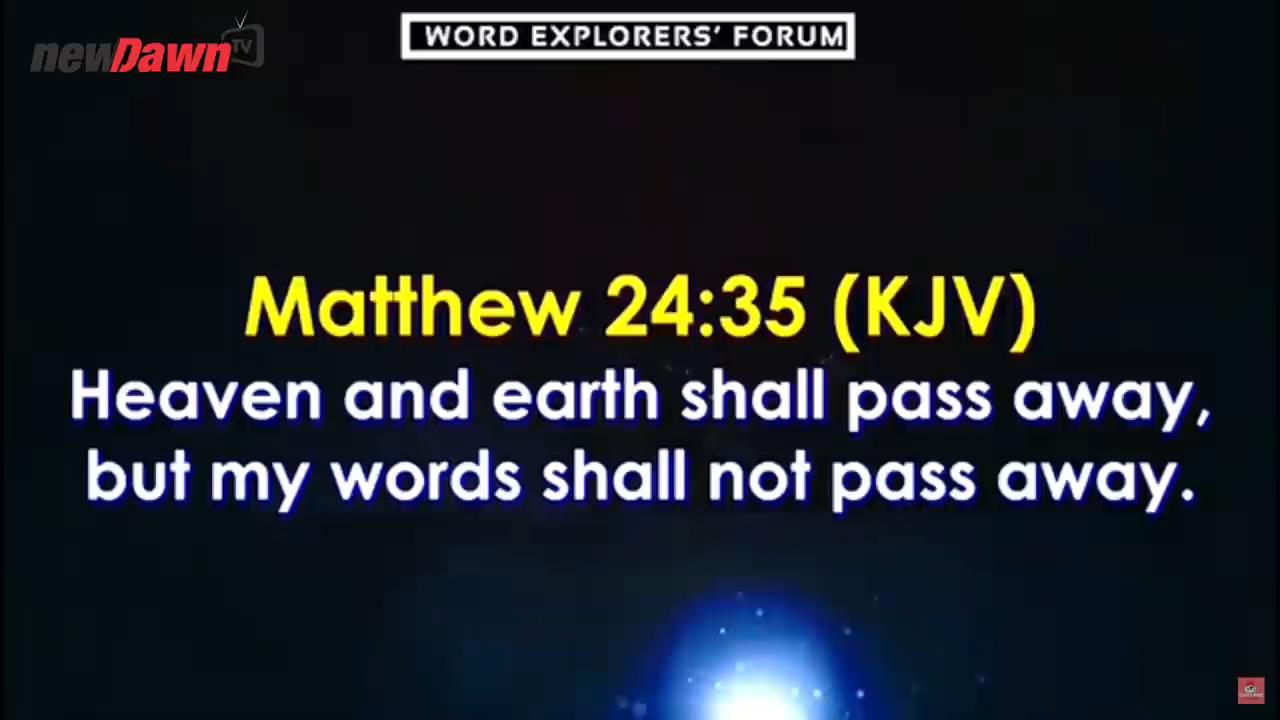 newDawn TV
WORD EXPLORERS' FORUM
Matthew 24:35 (KJV)
Heaven and earth shall pass away,
but my words shall not pass away.